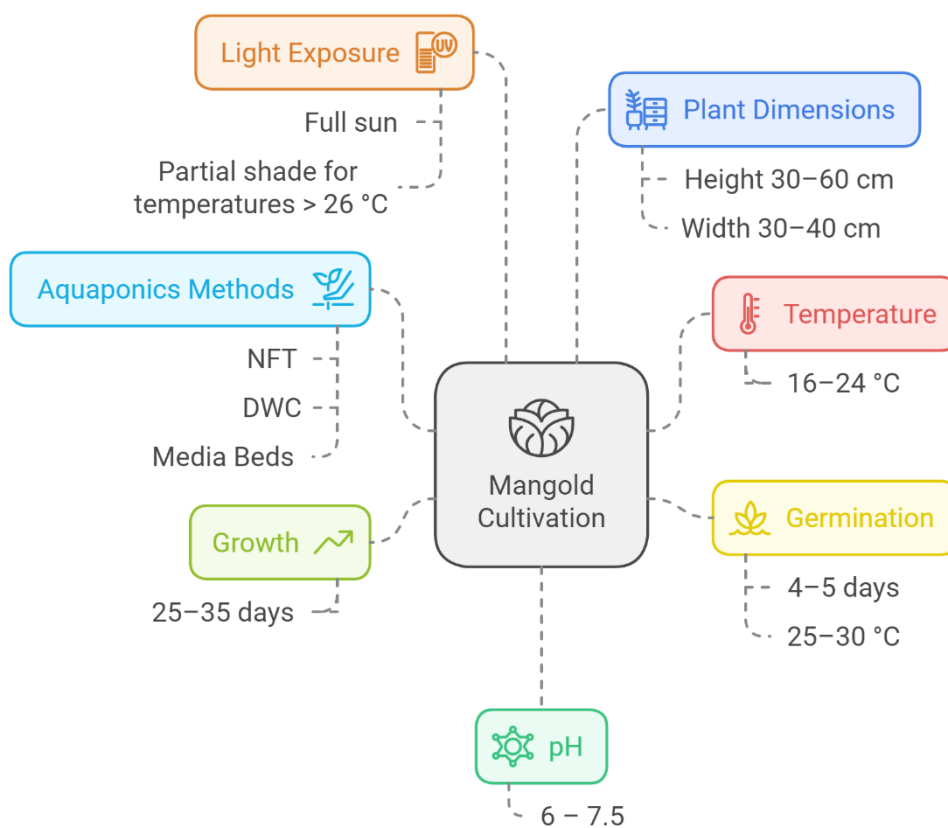 Light Exposure
UV
Full sun
Partial shade for
temperatures > 26 °C
Plant Dimensions
Height 30–60 cm
Width 30–40 cm
Aquaponics Methods
NFT
DWC
Media Beds
Temperature
16–24 °C
Mangold
Cultivation
Growth
25–35 days
Germination
4–5 days
25–30 °C
pH
6 – 7.5